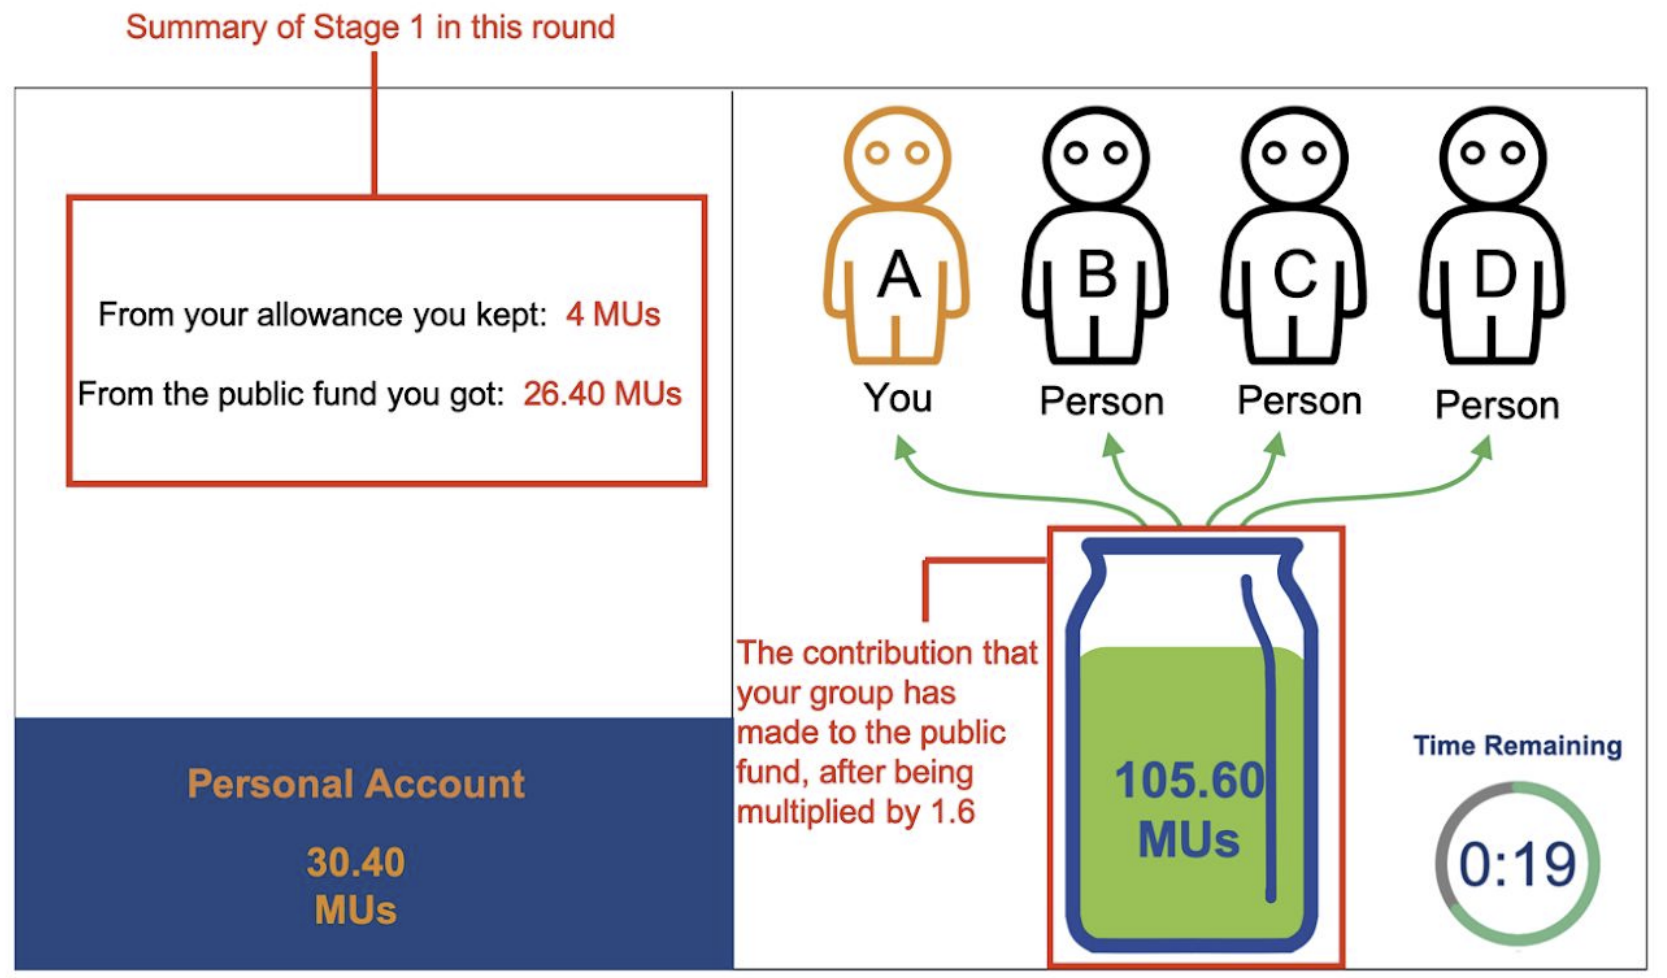 Summary of Stage 1 in this round
From your allowance you kept: 4 MUs
From the public fund you got: 26.40 MUs
Personal Account
30.40
MUs
A
B
C
D
You
Person
Person
Person
The contribution that
your group has
made to the public
fund, after being
multiplied by 1.6
105.60
MUs
Time Remaining
0:19